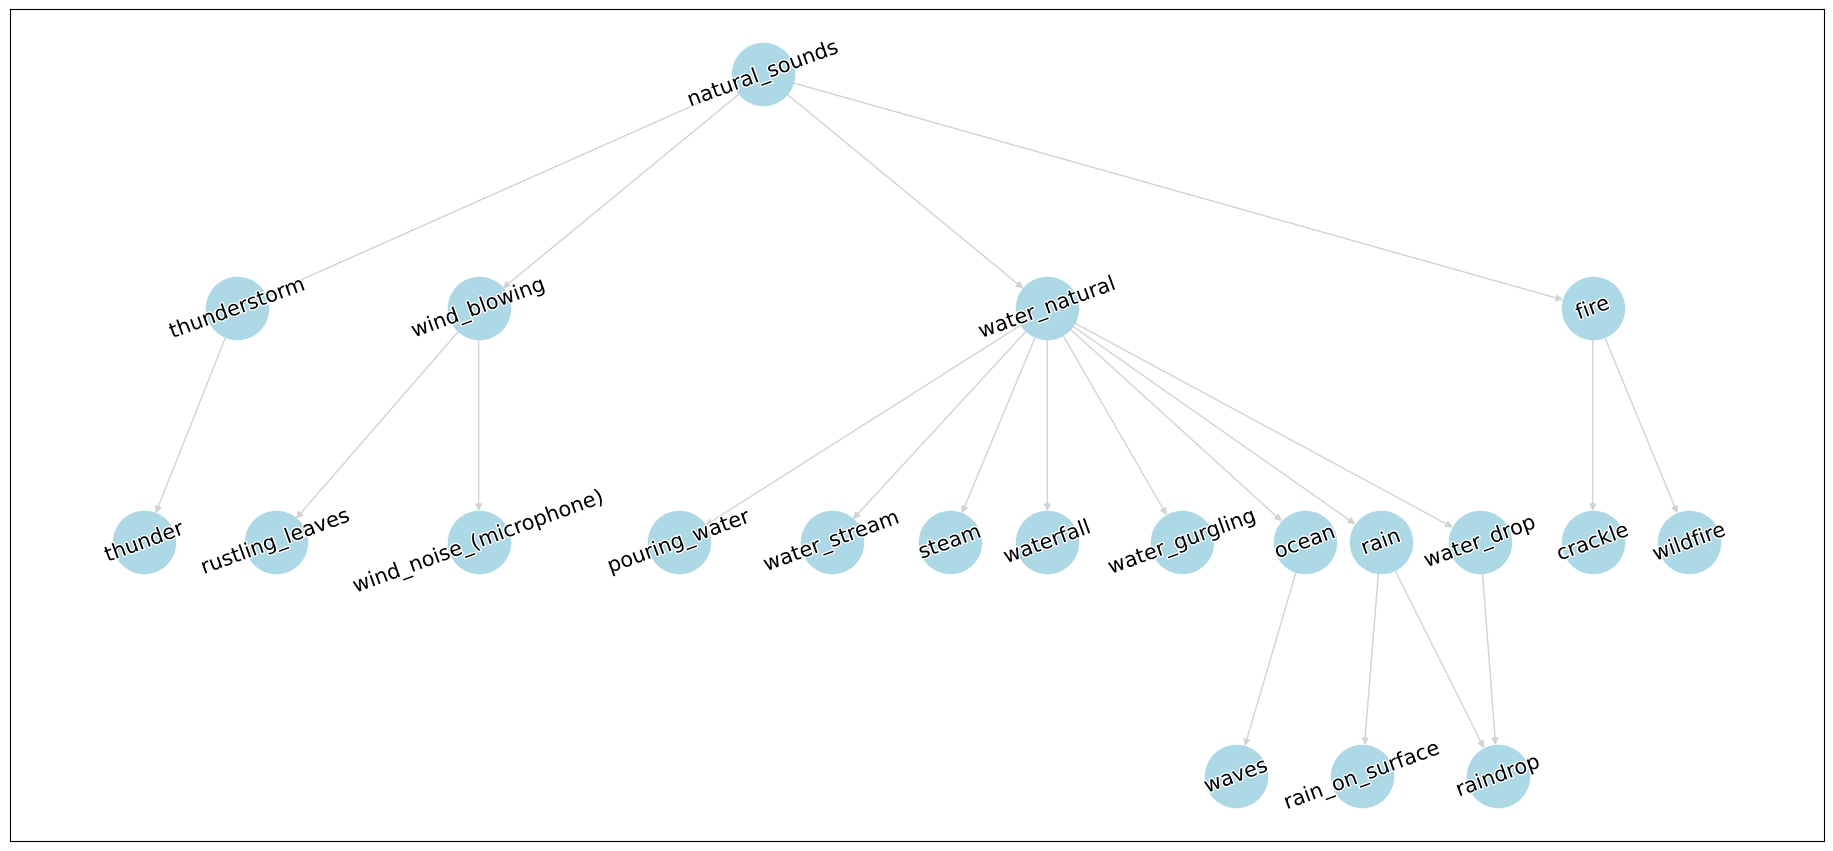 natural_sounds
thunderstorm
wind_blowing
water_natural
fire
thunder
rustling_leaves
wind_noise_(microphone)
pouring_water
water_stream
steam
waterfall
water_gurgling
ocean
rain
water_drop
crackle
wildfire
waves
rain_on_surface
raindrop